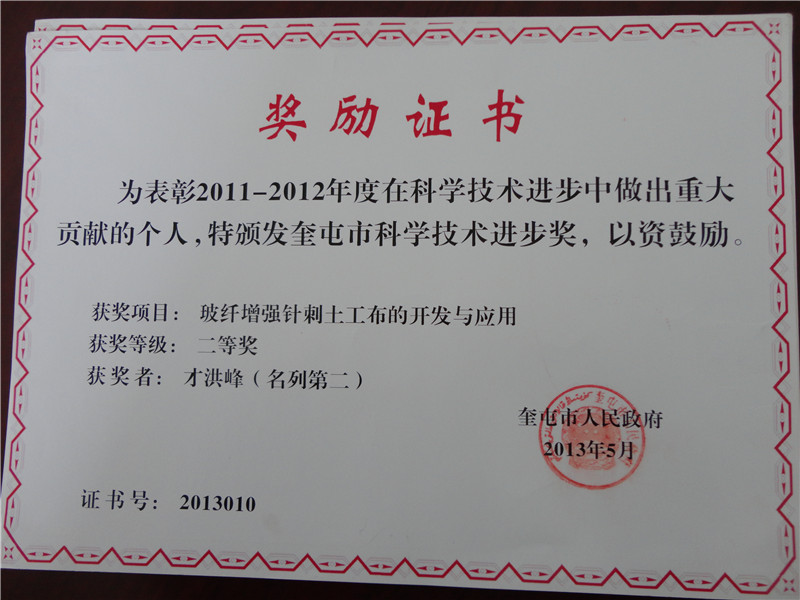 奖励证书
为表彰2011-2012年度在科学技术进步中做出重大
贡献的个人，特颁发奎屯市科学技术进步奖，以资鼓励。
获奖项目：玻纤增强针刺土工布的开发与应用
获奖等级：二等奖
获奖者：才洪峰（名列第二）
奎屯市人民政府
2013年5月
证书号：2013010